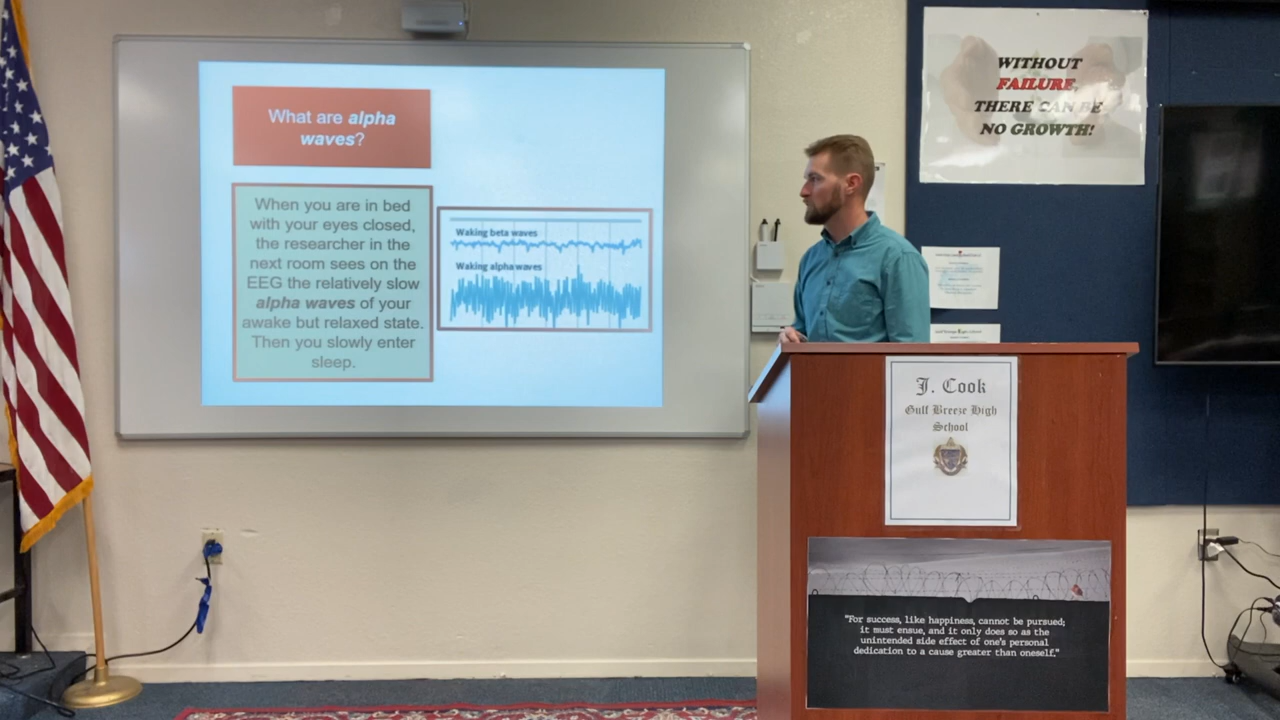 What are alpha
waves?
When you are in bed
with your eyes closed,
the researcher in the
next room sees on the
EEG the relatively slow
alpha waves of your
awake but relaxed state.
Then you slowly enter
sleep.
Waking beta waves
Waking alpha waves
WITHOUT
FAILURE,
THERE CAN BE
NO GROWTH!
J. Cook
Gulf Breeze High
School
"For success, like happiness, cannot be pursued;
it must ensue, and it only does so as the
unintended side effect of one's personal
dedication to a cause greater than oneself."